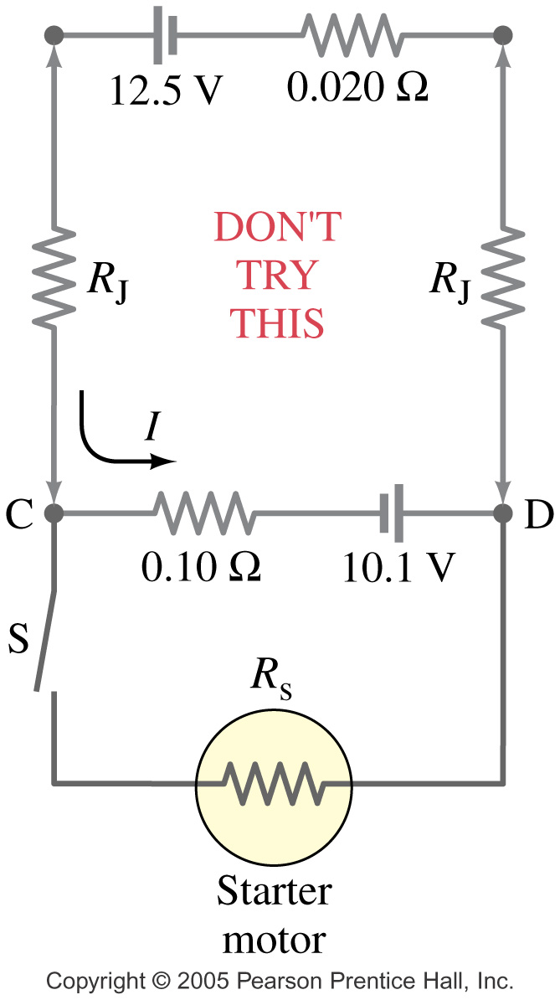 12.5 V
0.020 Ω
DON'T
TRY
THIS
R_J
R_J
I
C
D
0.10 Ω
10.1 V
S
R_s
Starter
motor
Copyright © 2005 Pearson Prentice Hall, Inc.